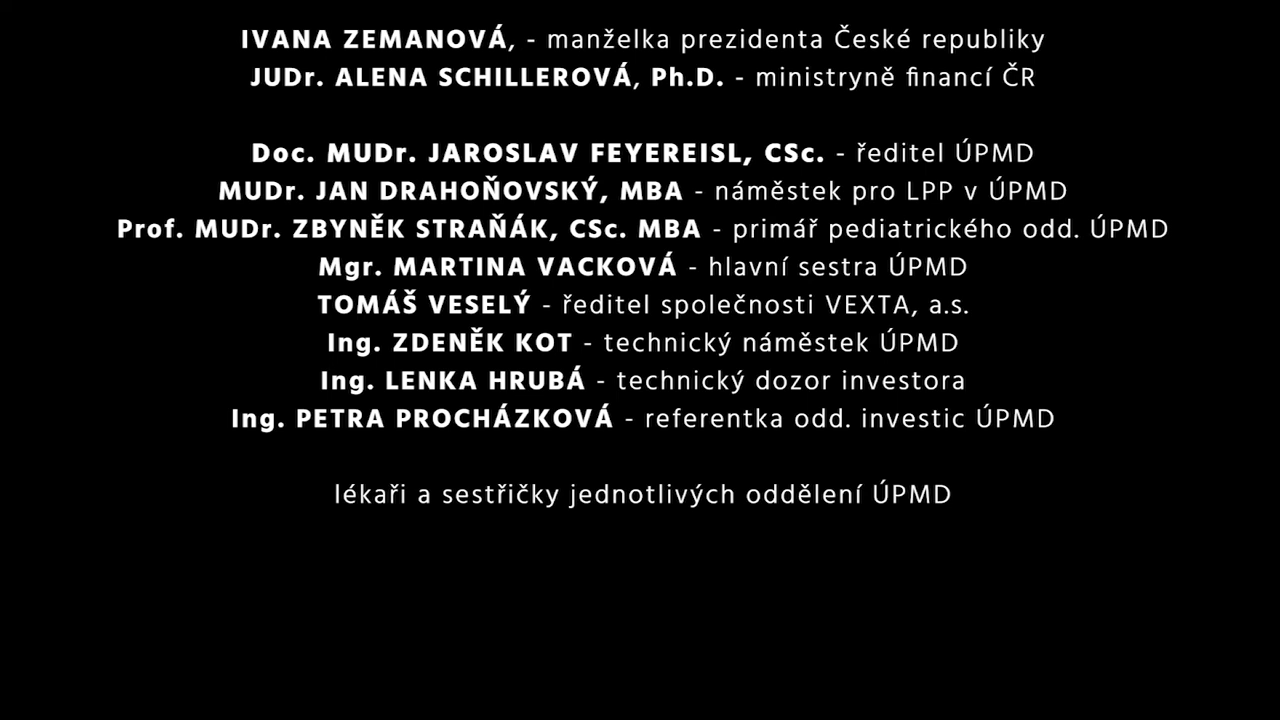 IVANA ZEMANOVÁ, - manželka prezidenta České republiky
JUDr. ALENA SCHILLEROVÁ, Ph.D. - ministryně financí ČR
Doc. MUDr. JAROSLAV FEYEREISL, CSc. - ředitel ÚPMD
MUDr. JAN DRAHOŇOVSKÝ, MBA - náměstek pro LPP v ÚPMD
Prof. MUDr. ZBYNĚK STRAŇÁK, CSc. MBA - primář pediatrického odd. ÚPMD
Mgr. MARTINA VACKOVÁ - hlavní sestra ÚPMD
TOMÁŠ VESELÝ - ředitel společnosti VEXTA, a.s.
Ing. ZDENĚK KOT - technický náměstek ÚPMD
Ing. LENKA HRUBÁ - technický dozor investora
Ing. PETRA PROCHÁZKOVÁ - referentka odd. investic ÚPMD
lékaři a sestřičky jednotlivých oddělení ÚPMD